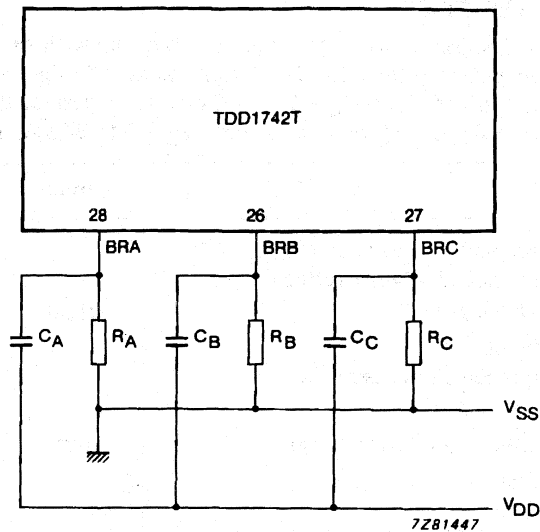 TDD1742T
28 26 27
BRA BRB BRC
CA RA CB RB CC RC
VSS
VDD
7Z81447